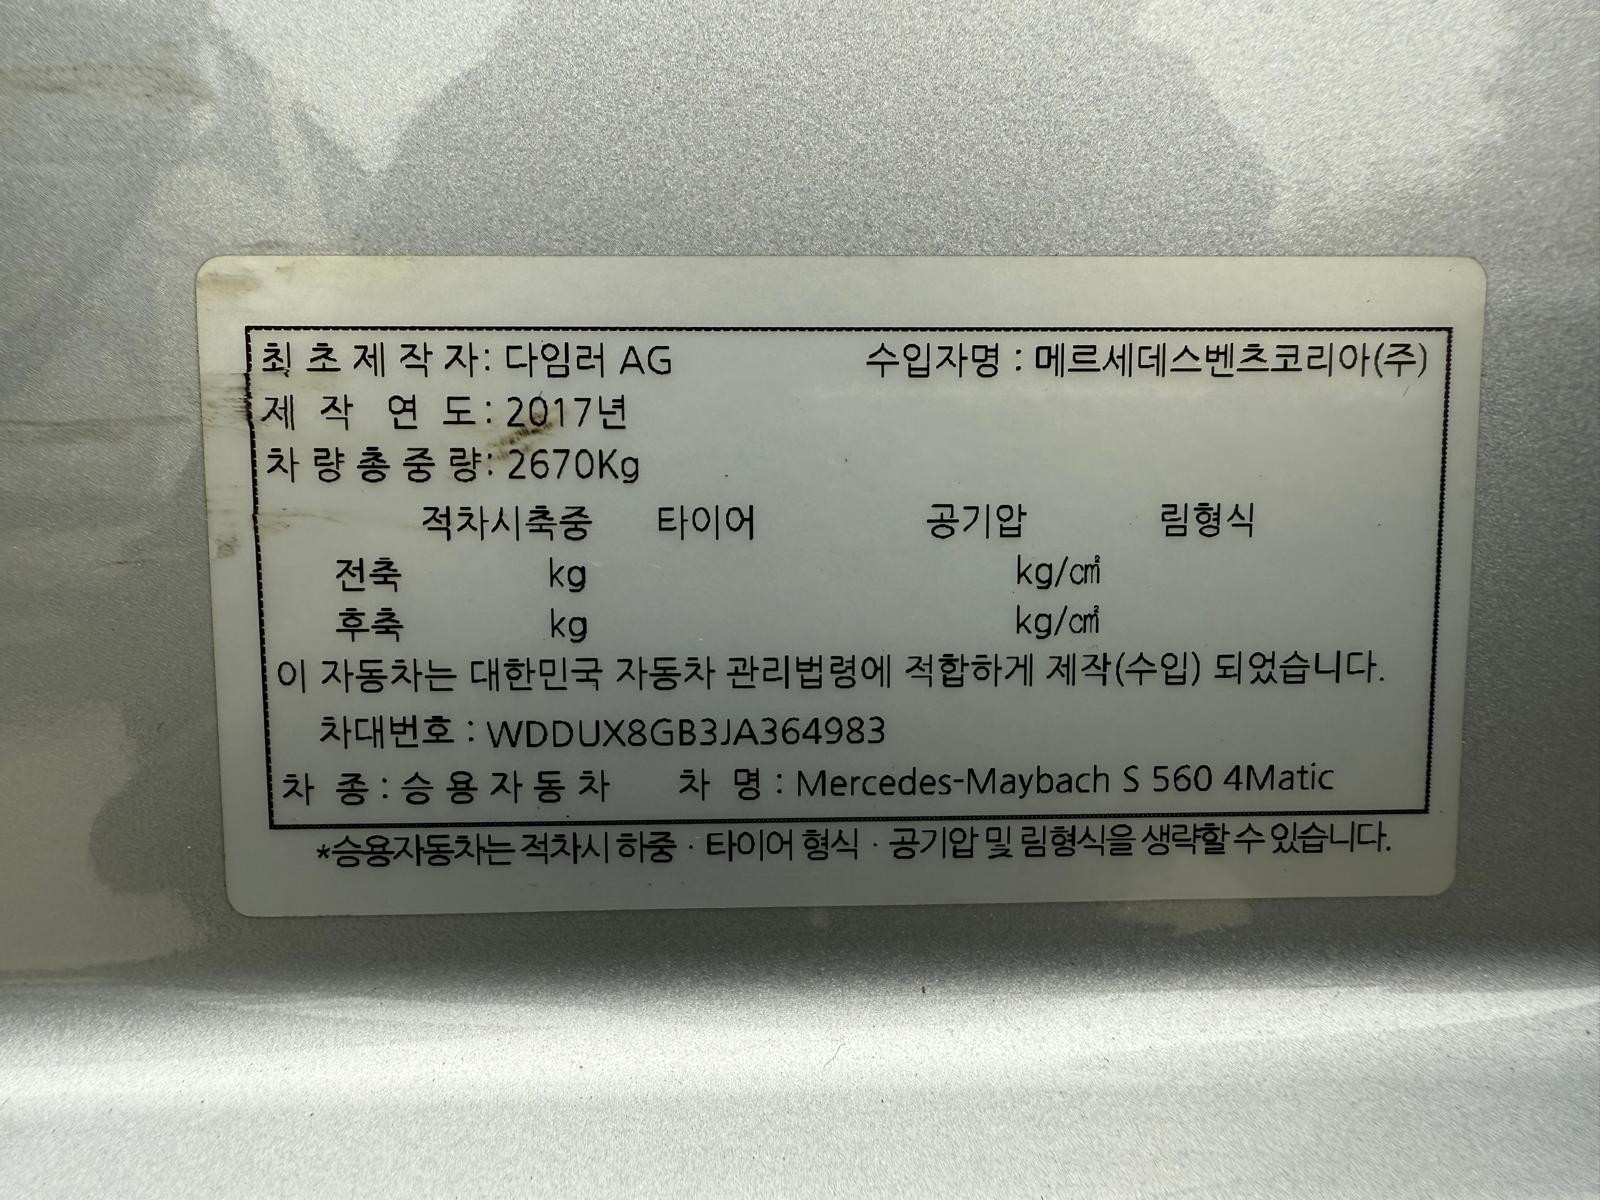 최초제작자: 다임러 AG 수입자명 : 메르세데스벤츠코리아(주)
제 작 연 도: 2017년
차량총중량: 2670Kg
적차시축중 타이어 공기압 림형식
전축 kg kg/㎠
후축 kg kg/㎠
이 자동차는 대한민국 자동차 관리법령에 적합하게 제작(수입) 되었습니다.
차대번호 : WDDUX8GB3JA364983
차 종 : 승용자동차 차 명 : Mercedes-Maybach S 560 4Matic
*승용자동차는 적차시 하중 · 타이어 형식 · 공기압 및 림형식을 생략할 수 있습니다.